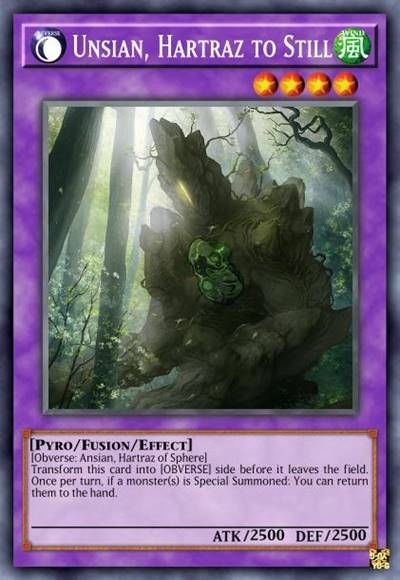 OBVERSE UNSIAN, HARTRAZ TO STILL WIND 風
[PYRO/FUSION/EFFECT]
[Obverse: Ansian, Hartraz of Sphere]
Transform this card into [OBVERSE] side before it leaves the field.
Once per turn, if a monster(s) is Special Summoned: You can return
them to the hand.
ATK/2500 DEF/2500